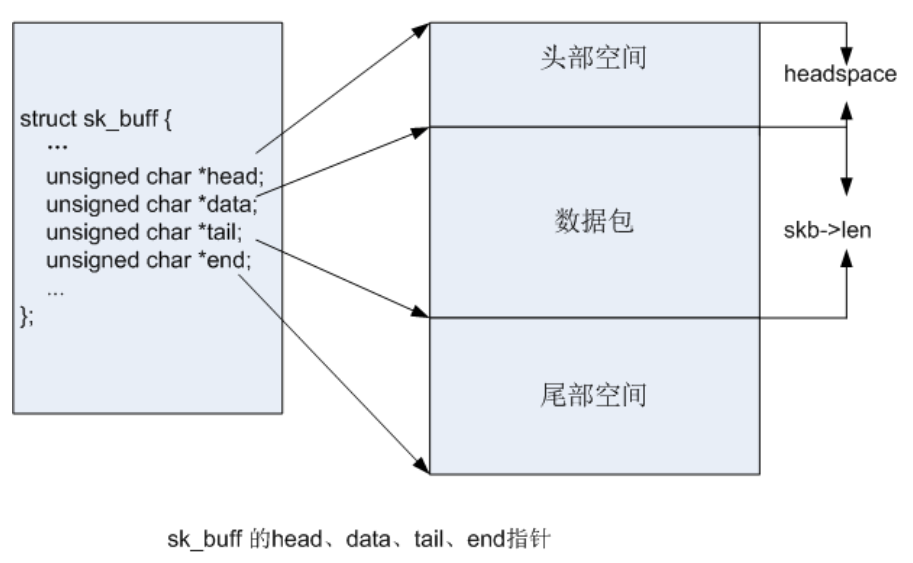 struct sk_buff {
...
unsigned char *head;
unsigned char *data;
unsigned char *tail;
unsigned char *end;
...
};
头部空间
数据包
尾部空间
headspace
skb->len
sk_buff 的head、data、tail、end指针